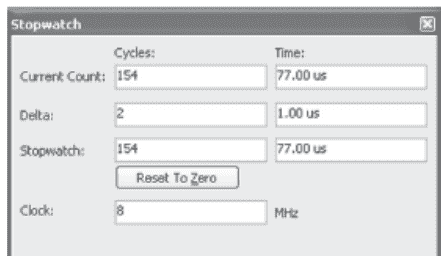 Stopwatch
Cycles: Time:
Current Count: 154 77.00 us
Delta: 2 1.00 us
Stopwatch: 154 77.00 us
Reset To Zero
Clock: 8 MHz